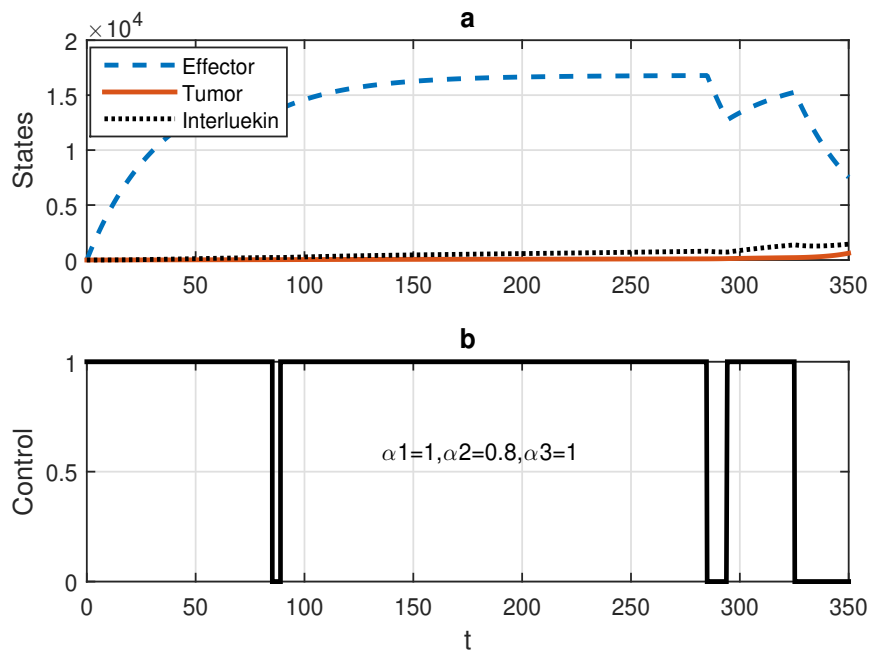 a
×10⁴
2
1.5
1
0.5
0
States
Effector
Tumor
Interluekin
0 50 100 150 200 250 300 350
b
1
0.5
0
Control
α1=1,α2=0.8,α3=1
0 50 100 150 200 250 300 350
t